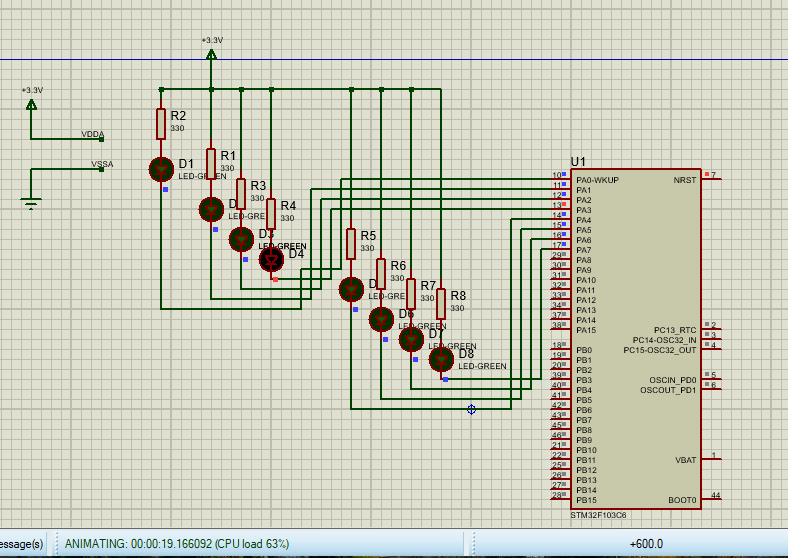 +3.3V
+3.3V
VDDA
VSSA
R2
330
D1
LED-GREEN
R1
330
D
LED-GRE
R3
330
D3
LED-GREEN
R4
330
D4
R5
330
D
LED-GRE
R6
330
D6
LED-GREEN
R7
330
D7
LED-GREEN
R8
330
D8
LED-GREEN
U1
10 PA0-WKUP
11 PA1
12 PA2
13 PA3
14 PA4
15 PA5
16 PA6
17 PA7
29 PA8
30 PA9
31 PA10
32 PA11
33 PA12
34 PA13
37 PA14
38 PA15
18 PB0
19 PB1
20 PB2
39 PB3
40 PB4
41 PB5
42 PB6
43 PB7
45 PB8
46 PB9
21 PB10
22 PB11
25 PB12
26 PB13
27 PB14
28 PB15
NRST 7
PC13_RTC 2
PC14-OSC32_IN 3
PC15-OSC32_OUT 4
OSCIN_PD0 5
OSCOUT_PD1 6
VBAT 1
BOOT0 44
STM32F103C6
essage(s)
ANIMATING: 00:00:19.166092 (CPU load 63%)
+600.0